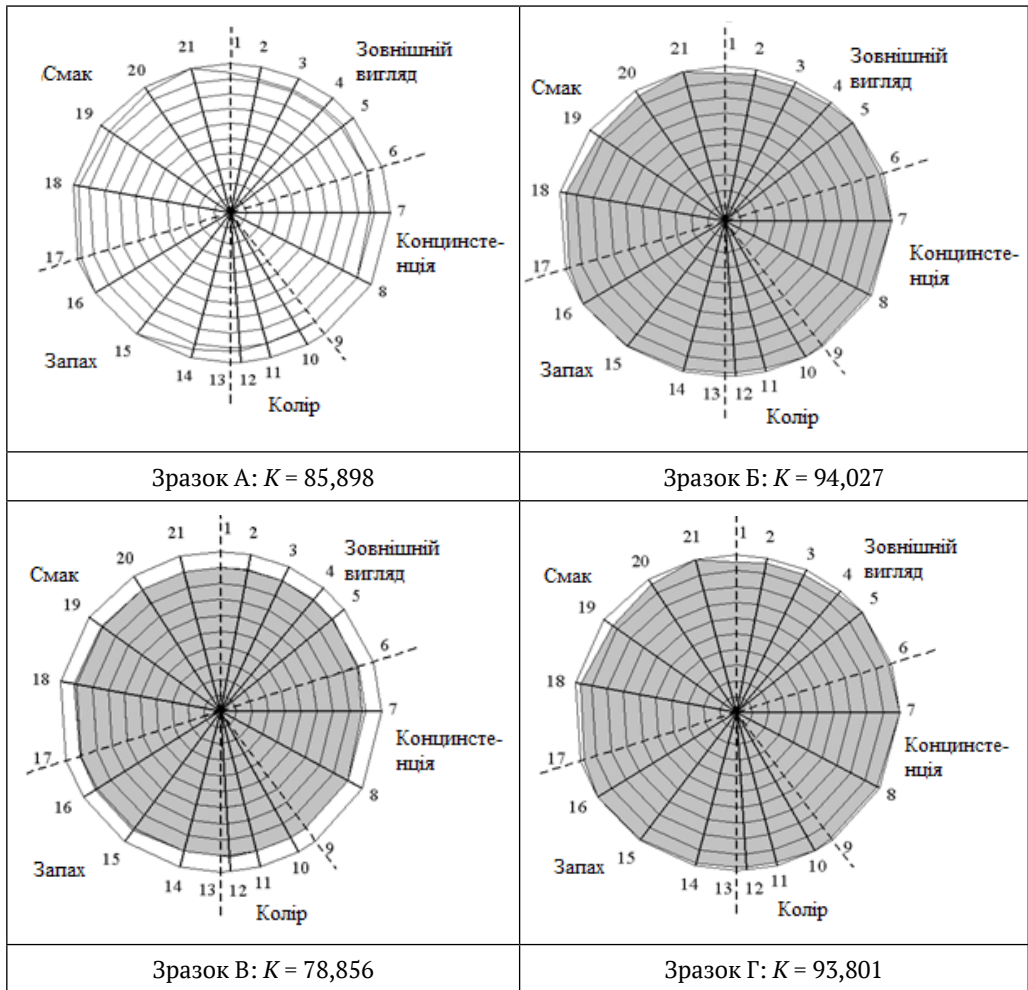 21
1
2
Зовнішній
вигляд
Смак
20
3
4
19
5
6
18
7
Концинсте-
нція
17
8
16
9
Запах
15
10
14
13
12
11
Колір
Зразок А: K = 85,898
21
1
2
Зовнішній
вигляд
20
3
4
Смак
19
5
6
18
7
Концинсте-
нція
17
8
16
9
Запах
15
10
14
13
12
11
Колір
Зразок Б: K = 94,027
21
1
2
Зовнішній
вигляд
20
3
4
Смак
19
5
6
18
7
Концинсте-
нція
17
8
16
9
15
10
Запах
14
13
12
11
Колір
Зразок В: K = 78,856
21
1
2
Зовнішній
вигляд
20
3
4
Смак
19
5
6
18
7
Концинсте-
нція
17
8
16
9
15
10
Запах
14
13
12
11
Колір
Зразок Г: K = 93,801